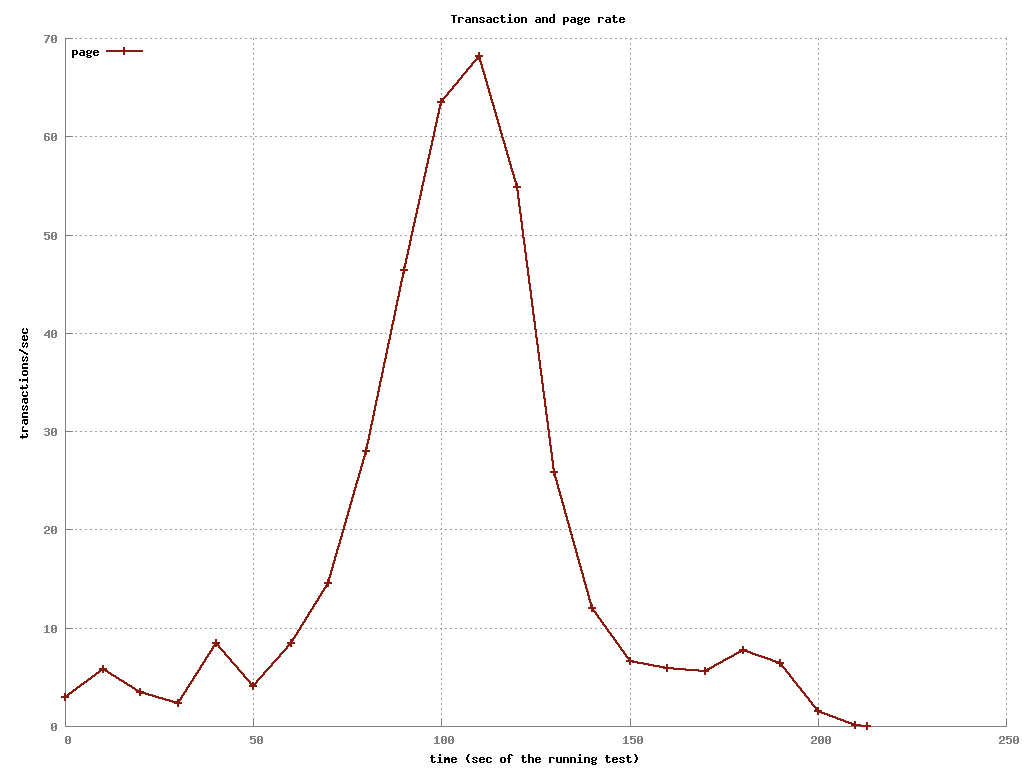 Transaction and page rate
70
page
60
50
40
30
20
10
0
transactions/sec
0 50 100 150 200 250
time (sec of the running test)